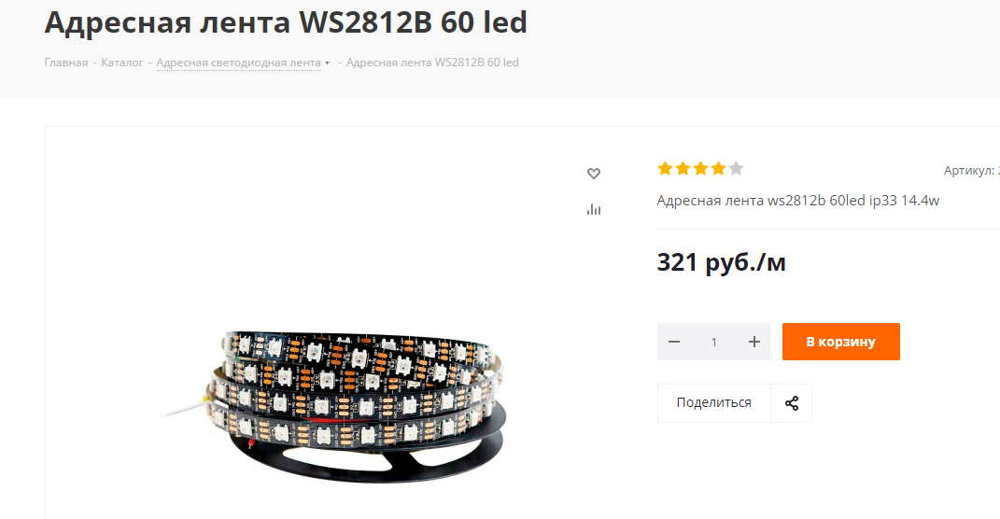 Адресная лента WS2812B 60 led
Главная - Каталог - Адресная светодиодная лента - Адресная лента WS2812B 60 led
Артикул: 2
Адресная лента ws2812b 60led ip33 14.4w
321 руб./м
1
В корзину
Поделиться